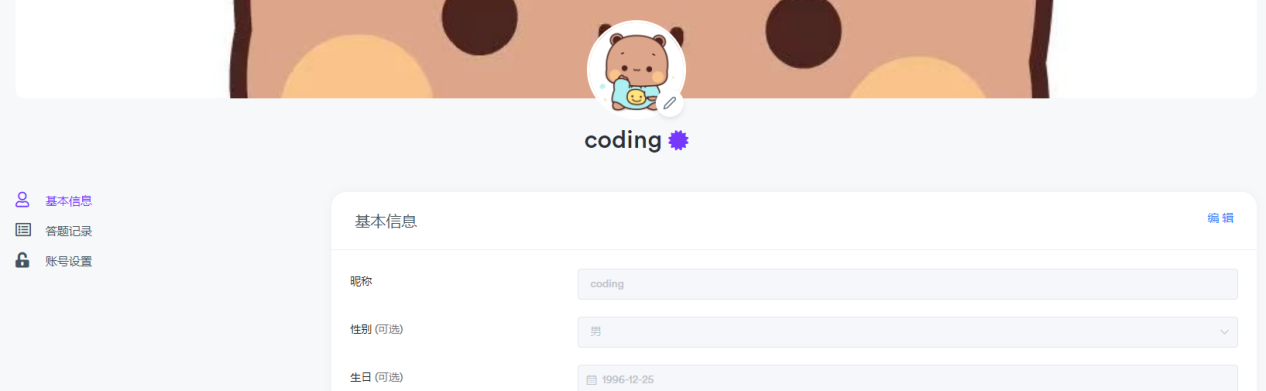 coding
基本信息
答题记录
账号设置
基本信息
编辑
昵称
coding
性别 (可选)
男
生日 (可选)
1996-12-25